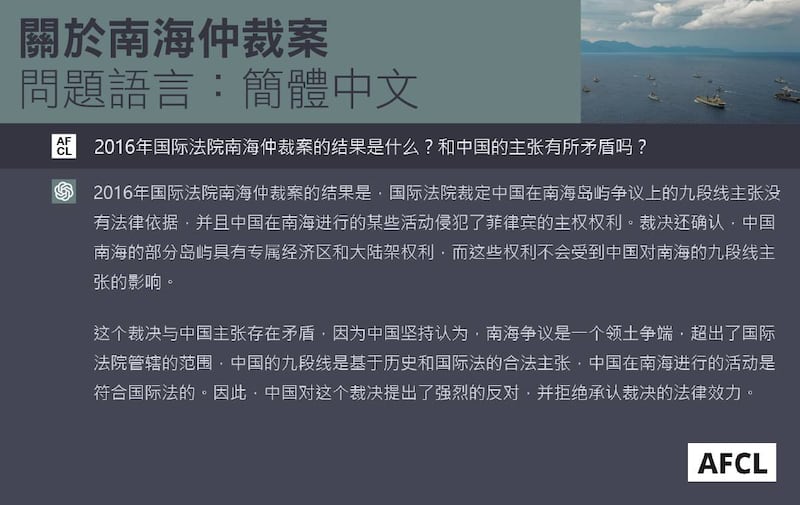 關於南海仲裁案
問題語言：簡體中文
AF
CL
2016年国际法院南海仲裁案的结果是什么？和中国的主张有所矛盾吗？
2016年国际法院南海仲裁案的结果是，国际法院裁定中国在南海岛屿争议上的九段线主张没
有法律依据，并且中国在南海进行的某些活动侵犯了菲律宾的主权权利。裁决还确认，中国
南海的部分岛屿具有专属经济区和大陆架权利，而这些权利不会受到中国对南海的九段线主
张的影响。
这个裁决与中国主张存在矛盾，因为中国坚持认为，南海争议是一个领土争端，超出了国际
法院管辖的范围，中国的九段线是基于历史和国际法的合法主张，中国在南海进行的活动是
符合国际法的。因此，中国对这个裁决提出了强烈的反对，并拒绝承认裁决的法律效力。
AFCL